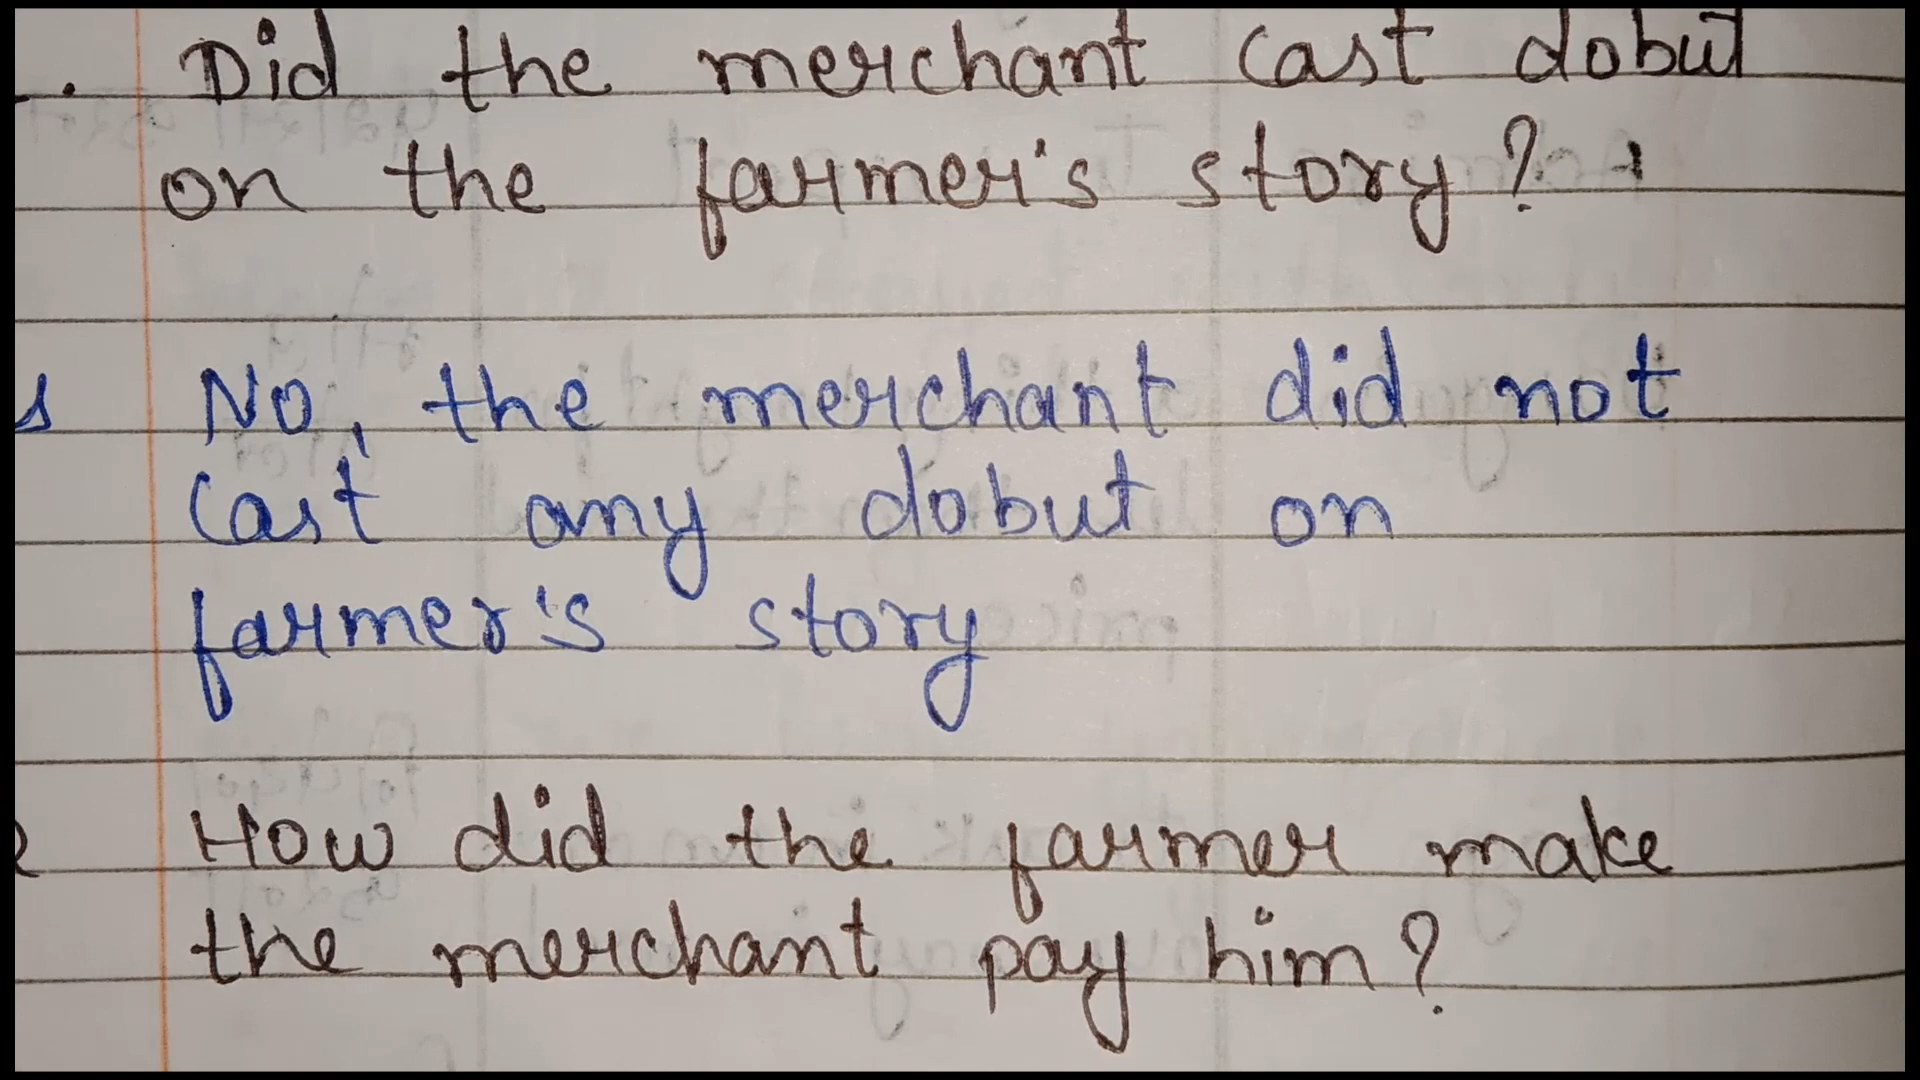 . Did the merchant cast dobut
on the farmer's story?
s No, the merchant did not
cast any dobut on
farmer's story
How did the farmer make
the merchant pay him?